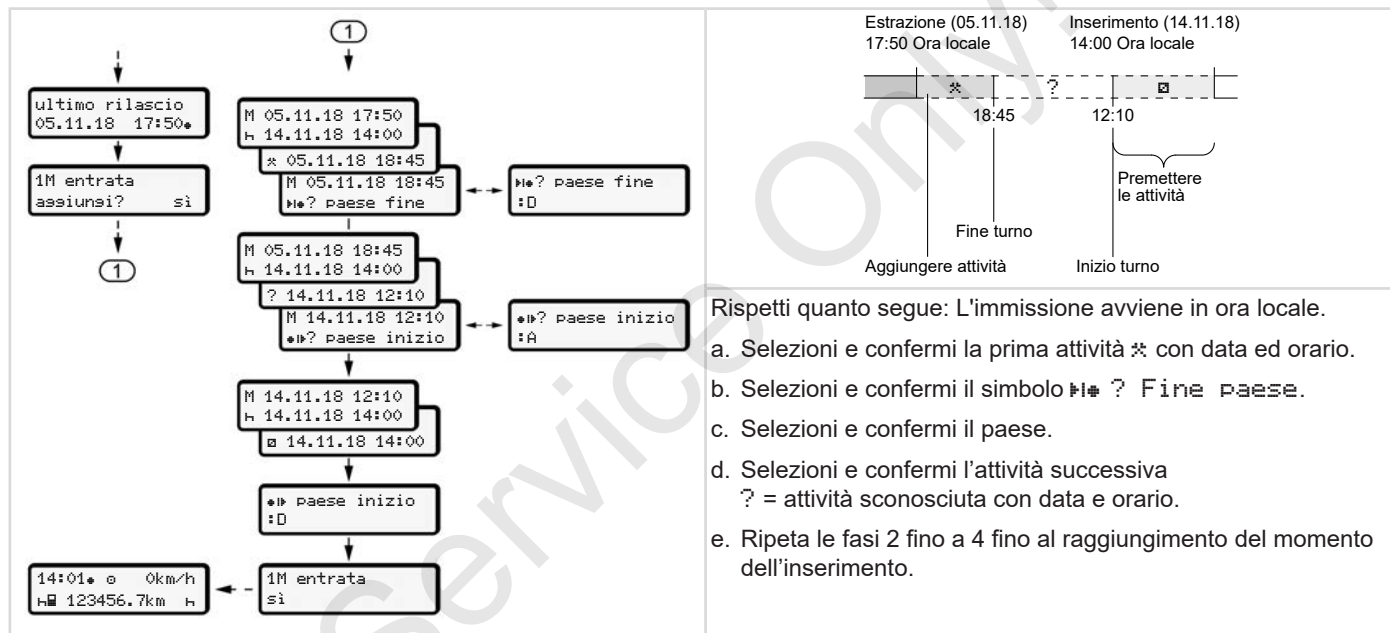 1
ultimo rilascio
05.11.18 17:50
1M entrata
aggiungi? sì
1
M 05.11.18 17:50
14.11.18 14:00
05.11.18 18:45
M 05.11.18 18:45
? paese fine
? paese fine
:D
M 05.11.18 18:45
14.11.18 14:00
? 14.11.18 12:10
M 14.11.18 12:10
? paese inizio
? paese inizio
:A
M 14.11.18 12:10
14.11.18 14:00
14.11.18 14:00
paese inizio
:D
1M entrata
sì
14:01 0km/h
123456.7km
Estrazione (05.11.18)
17:50 Ora locale
Inserimento (14.11.18)
14:00 Ora locale
?
18:45
12:10
Premettere
le attività
Fine turno
Aggiungere attività
Inizio turno
Rispetti quanto segue: L'immissione avviene in ora locale.
a. Selezioni e confermi la prima attività con data ed orario.
b. Selezioni e confermi il simbolo ? Fine paese.
c. Selezioni e confermi il paese.
d. Selezioni e confermi l’attività successiva
? = attività sconosciuta con data e orario.
e. Ripeta le fasi 2 fino a 4 fino al raggiungimento del momento
dell’inserimento.
Service Only